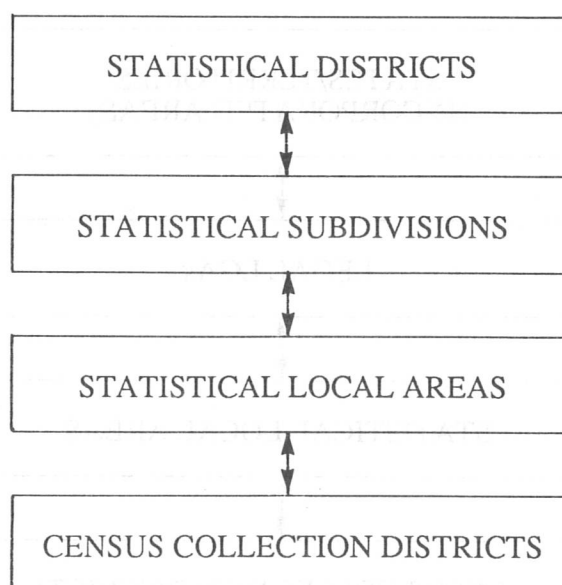 STATISTICAL DISTRICTS
STATISTICAL SUBDIVISIONS
STATISTICAL LOCAL AREAS
CENSUS COLLECTION DISTRICTS